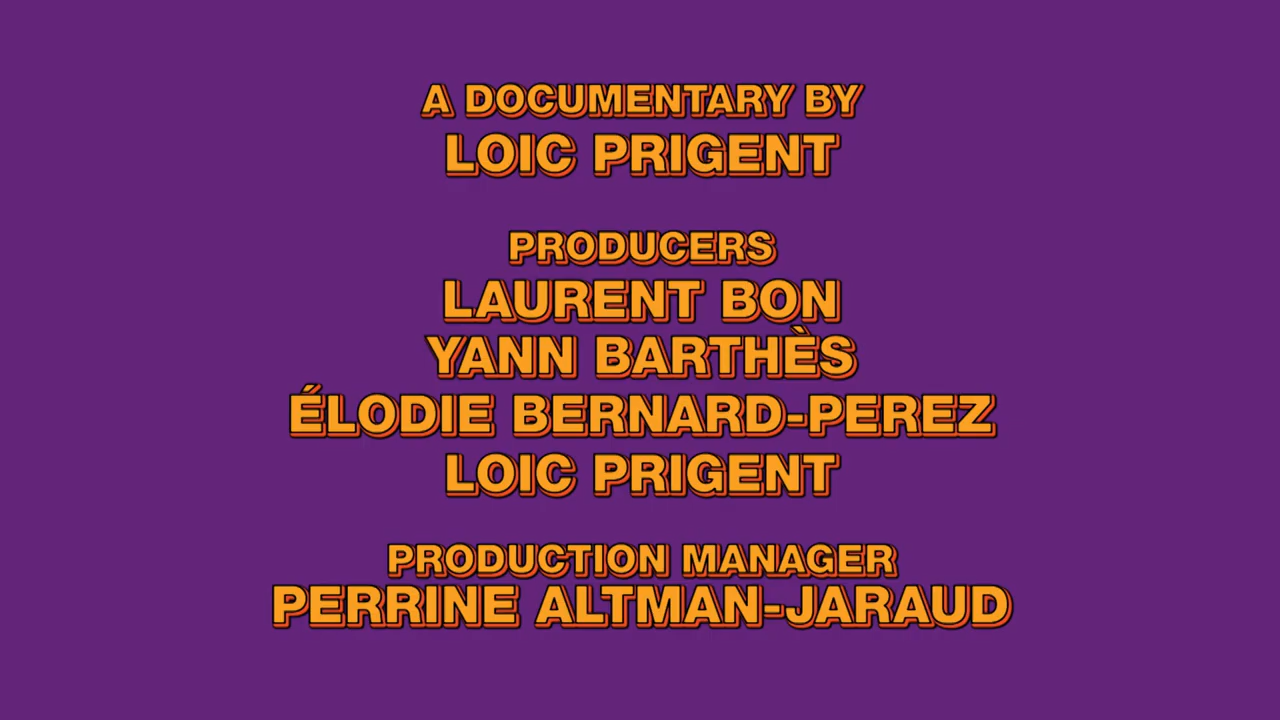 A DOCUMENTARY BY
LOIC PRIGENT
PRODUCERS
LAURENT BON
YANN BARTHÈS
ÉLODIE BERNARD-PEREZ
LOIC PRIGENT
PRODUCTION MANAGER
PERRINE ALTMAN-JARAUD